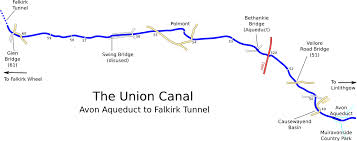 Falkirk
Tunnel
Glen
Bridge
(61)
To Falkirk Wheel
Swing Bridge
(disused)
Polmont
Bethankie
Bridge
(Aqueduct)
Vellore
Road Bridge
(51)
To
Linlithgow
Avon
Aqueduct
Causewayend
Basin
Muiravonside
Country Park
The Union Canal
Avon Aqueduct to Falkirk Tunnel